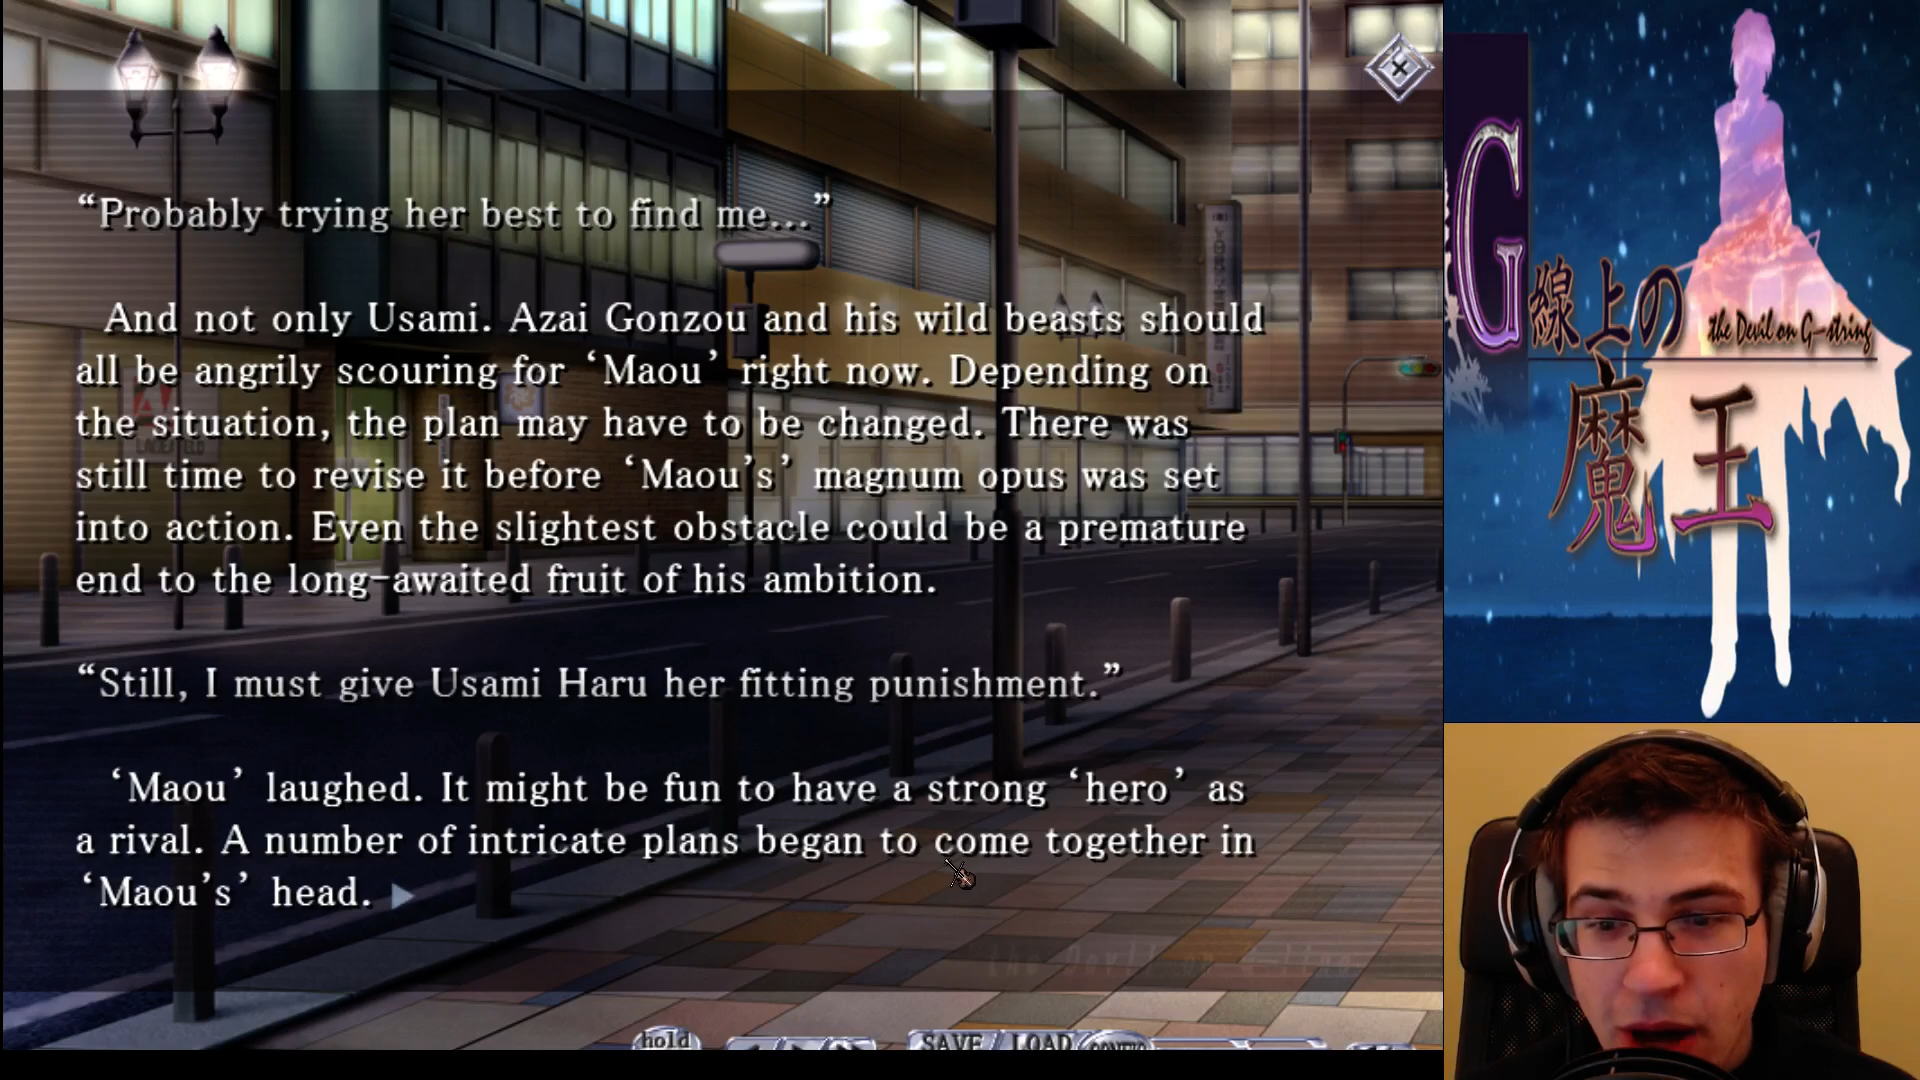 “Probably trying her best to find me...”
And not only Usami. Azai Gonzou and his wild beasts should
all be angrily scouring for ‘Maou’ right now. Depending on
the situation, the plan may have to be changed. There was
still time to revise it before ‘Maou’s’ magnum opus was set
into action. Even the slightest obstacle could be a premature
end to the long-awaited fruit of his ambition.
“Still, I must give Usami Haru her fitting punishment.”
‘Maou’ laughed. It might be fun to have a strong ‘hero’ as
a rival. A number of intricate plans began to come together in
‘Maou’s’ head.
hold
SAVE / LOAD
G線上の
the Devil on G-string
魔王